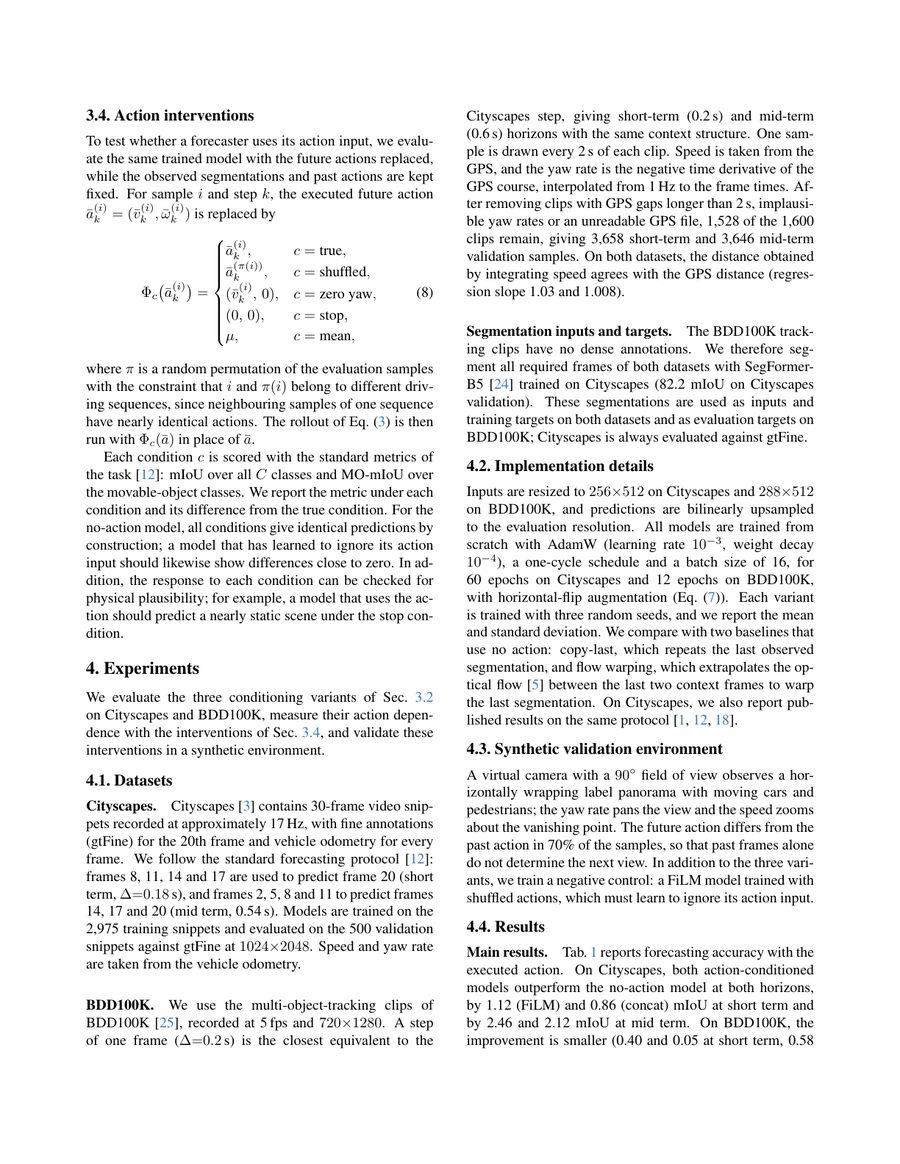 3.4. Action interventions
To test whether a forecaster uses its action input, we evalu-
ate the same trained model with the future actions replaced,
while the observed segmentations and past actions are kept
fixed. For sample i and step k, the executed future action
ā_k^(i) = (v̄_k^(i), ω̄_k^(i)) is replaced by
Φ_c(ā_k^(i)) = { ā_k^(i), c = true,
ā_k^(π(i)), c = shuffled,
(v̄_k^(i), 0), c = zero yaw, (8)
(0, 0), c = stop,
μ, c = mean,
where π is a random permutation of the evaluation samples
with the constraint that i and π(i) belong to different driv-
ing sequences, since neighbouring samples of one sequence
have nearly identical actions. The rollout of Eq. (3) is then
run with Φ_c(ā) in place of ā.
Each condition c is scored with the standard metrics of
the task [12]: mIoU over all C classes and MO-mIoU over
the movable-object classes. We report the metric under each
condition and its difference from the true condition. For the
no-action model, all conditions give identical predictions by
construction; a model that has learned to ignore its action
input should likewise show differences close to zero. In ad-
dition, the response to each condition can be checked for
physical plausibility; for example, a model that uses the ac-
tion should predict a nearly static scene under the stop con-
dition.
4. Experiments
We evaluate the three conditioning variants of Sec. 3.2
on Cityscapes and BDD100K, measure their action depen-
dence with the interventions of Sec. 3.4, and validate these
interventions in a synthetic environment.
4.1. Datasets
Cityscapes. Cityscapes [3] contains 30-frame video snip-
pets recorded at approximately 17 Hz, with fine annotations
(gtFine) for the 20th frame and vehicle odometry for every
frame. We follow the standard forecasting protocol [12]:
frames 8, 11, 14 and 17 are used to predict frame 20 (short
term, Δ=0.18 s), and frames 2, 5, 8 and 11 to predict frames
14, 17 and 20 (mid term, 0.54 s). Models are trained on the
2,975 training snippets and evaluated on the 500 validation
snippets against gtFine at 1024×2048. Speed and yaw rate
are taken from the vehicle odometry.
BDD100K. We use the multi-object-tracking clips of
BDD100K [25], recorded at 5 fps and 720×1280. A step
of one frame (Δ=0.2 s) is the closest equivalent to the
Cityscapes step, giving short-term (0.2 s) and mid-term
(0.6 s) horizons with the same context structure. One sam-
ple is drawn every 2 s of each clip. Speed is taken from the
GPS, and the yaw rate is the negative time derivative of the
GPS course, interpolated from 1 Hz to the frame times. Af-
ter removing clips with GPS gaps longer than 2 s, implausi-
ble yaw rates or an unreadable GPS file, 1,528 of the 1,600
clips remain, giving 3,658 short-term and 3,646 mid-term
validation samples. On both datasets, the distance obtained
by integrating speed agrees with the GPS distance (regres-
sion slope 1.03 and 1.008).
Segmentation inputs and targets. The BDD100K track-
ing clips have no dense annotations. We therefore seg-
ment all required frames of both datasets with SegFormer-
B5 [24] trained on Cityscapes (82.2 mIoU on Cityscapes
validation). These segmentations are used as inputs and
training targets on both datasets and as evaluation targets on
BDD100K; Cityscapes is always evaluated against gtFine.
4.2. Implementation details
Inputs are resized to 256×512 on Cityscapes and 288×512
on BDD100K, and predictions are bilinearly upsampled
to the evaluation resolution. All models are trained from
scratch with AdamW (learning rate 10⁻³, weight decay
10⁻⁴), a one-cycle schedule and a batch size of 16, for
60 epochs on Cityscapes and 12 epochs on BDD100K,
with horizontal-flip augmentation (Eq. (7)). Each variant
is trained with three random seeds, and we report the mean
and standard deviation. We compare with two baselines that
use no action: copy-last, which repeats the last observed
segmentation, and flow warping, which extrapolates the op-
tical flow [5] between the last two context frames to warp
the last segmentation. On Cityscapes, we also report pub-
lished results on the same protocol [1, 12, 18].
4.3. Synthetic validation environment
A virtual camera with a 90° field of view observes a hor-
izontally wrapping label panorama with moving cars and
pedestrians; the yaw rate pans the view and the speed zooms
about the vanishing point. The future action differs from the
past action in 70% of the samples, so that past frames alone
do not determine the next view. In addition to the three vari-
ants, we train a negative control: a FiLM model trained with
shuffled actions, which must learn to ignore its action input.
4.4. Results
Main results. Tab. 1 reports forecasting accuracy with the
executed action. On Cityscapes, both action-conditioned
models outperform the no-action model at both horizons,
by 1.12 (FiLM) and 0.86 (concat) mIoU at short term and
by 2.46 and 2.12 mIoU at mid term. On BDD100K, the
improvement is smaller (0.40 and 0.05 at short term, 0.58